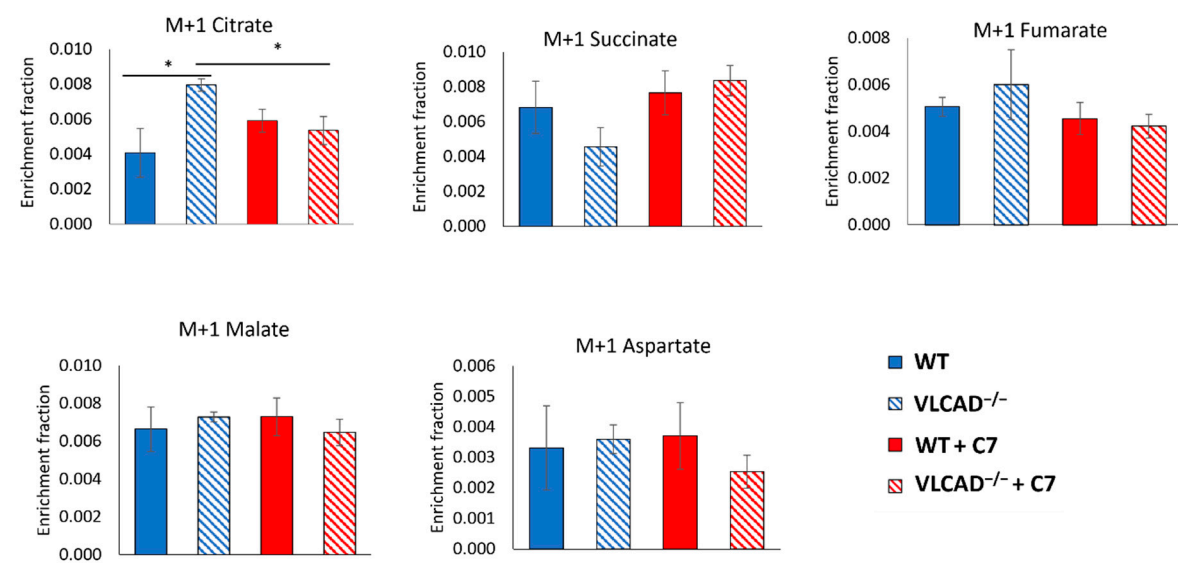 M+1 Citrate
Enrichment fraction
0.010
0.008
0.006
0.004
0.002
0.000
*
*
M+1 Succinate
Enrichment fraction
0.010
0.008
0.006
0.004
0.002
0.000
M+1 Fumarate
Enrichment fraction
0.008
0.006
0.004
0.002
0.000
M+1 Malate
Enrichment fraction
0.010
0.008
0.006
0.004
0.002
0.000
M+1 Aspartate
Enrichment fraction
0.006
0.005
0.004
0.003
0.002
0.001
0.000
WT
VLCAD⁻/⁻
WT + C7
VLCAD⁻/⁻ + C7